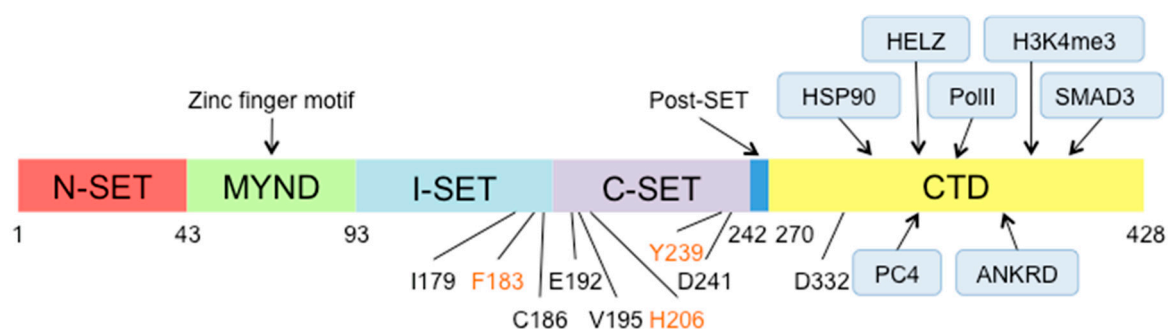 HELZ H3K4me3
Zinc finger motif Post-SET HSP90 PolII SMAD3
N-SET MYND I-SET C-SET CTD
1 43 93 242 270 428
Y239
I179 F183 E192 D241 D332 PC4 ANKRD
C186 V195 H206